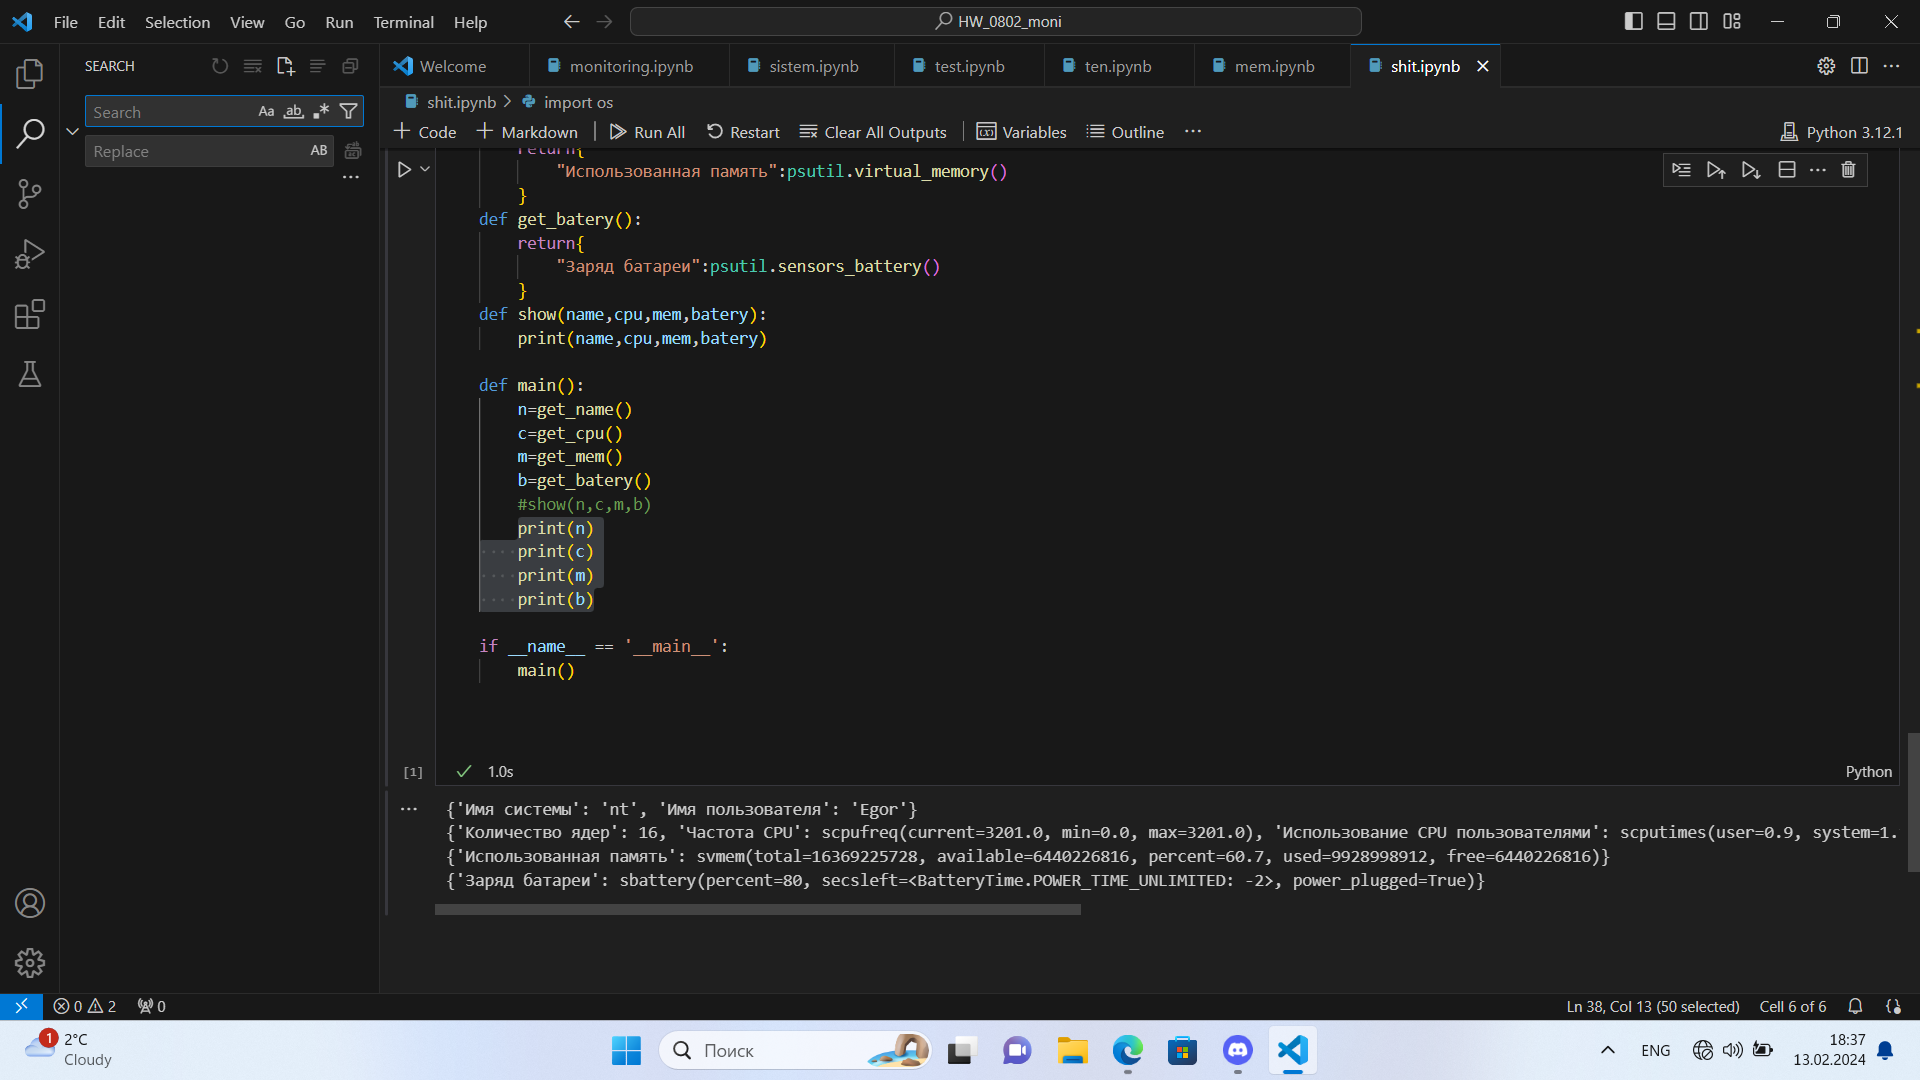 File Edit Selection View Go Run Terminal Help
HW_0802_moni
SEARCH
Search
Aa ab
Replace
AB
Welcome monitoring.ipynb sistem.ipynb test.ipynb ten.ipynb mem.ipynb shit.ipynb
shit.ipynb > import os
Code Markdown Run All Restart Clear All Outputs Variables Outline ... Python 3.12.1
return{
"Использованная память":psutil.virtual_memory()
}
def get_batery():
return{
"Заряд батареи":psutil.sensors_battery()
}
def show(name,cpu,mem,batery):
print(name,cpu,mem,batery)
def main():
n=get_name()
c=get_cpu()
m=get_mem()
b=get_batery()
#show(n,c,m,b)
print(n)
print(c)
print(m)
print(b)
if __name__ == '__main__':
main()
[1] 1.0s Python
{'Имя системы': 'nt', 'Имя пользователя': 'Egor'}
{'Количество ядер': 16, 'Частота CPU': scpufreq(current=3201.0, min=0.0, max=3201.0), 'Использование CPU пользователями': scputimes(user=0.9, system=1.
{'Использованная память': svmem(total=16369225728, available=6440226816, percent=60.7, used=9928998912, free=6440226816)}
{'Заряд батареи': sbattery(percent=80, secsleft=<BatteryTime.POWER_TIME_UNLIMITED: -2>, power_plugged=True)}
0 2 0 Ln 38, Col 13 (50 selected) Cell 6 of 6
1 2°C
Cloudy
Поиск
ENG
18:37
13.02.2024